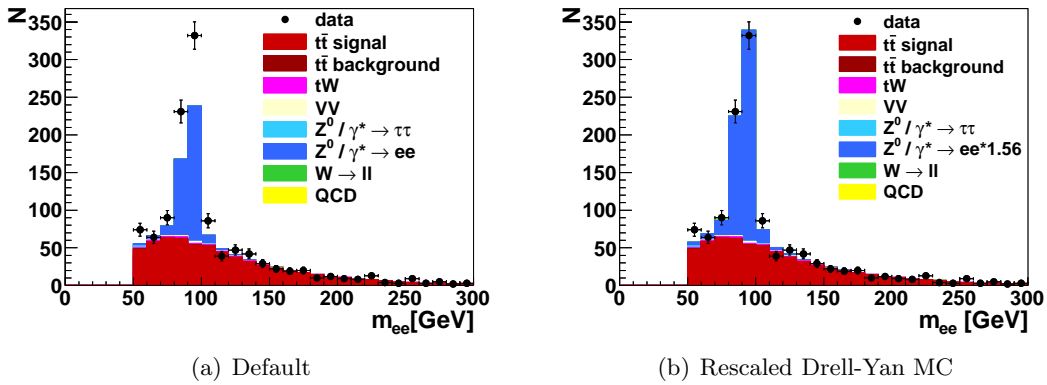 N
350
300
250
200
150
100
50
0
0 50 100 150 200 250 300
m_ee [GeV]
data
tt̄ signal
tt̄ background
tW
VV
Z⁰ / γ* → ττ
Z⁰ / γ* → ee
W → ll
QCD
(a) Default
N
350
300
250
200
150
100
50
0
0 50 100 150 200 250 300
m_ee [GeV]
data
tt̄ signal
tt̄ background
tW
VV
Z⁰ / γ* → ττ
Z⁰ / γ* → ee*1.56
W → ll
QCD
(b) Rescaled Drell-Yan MC